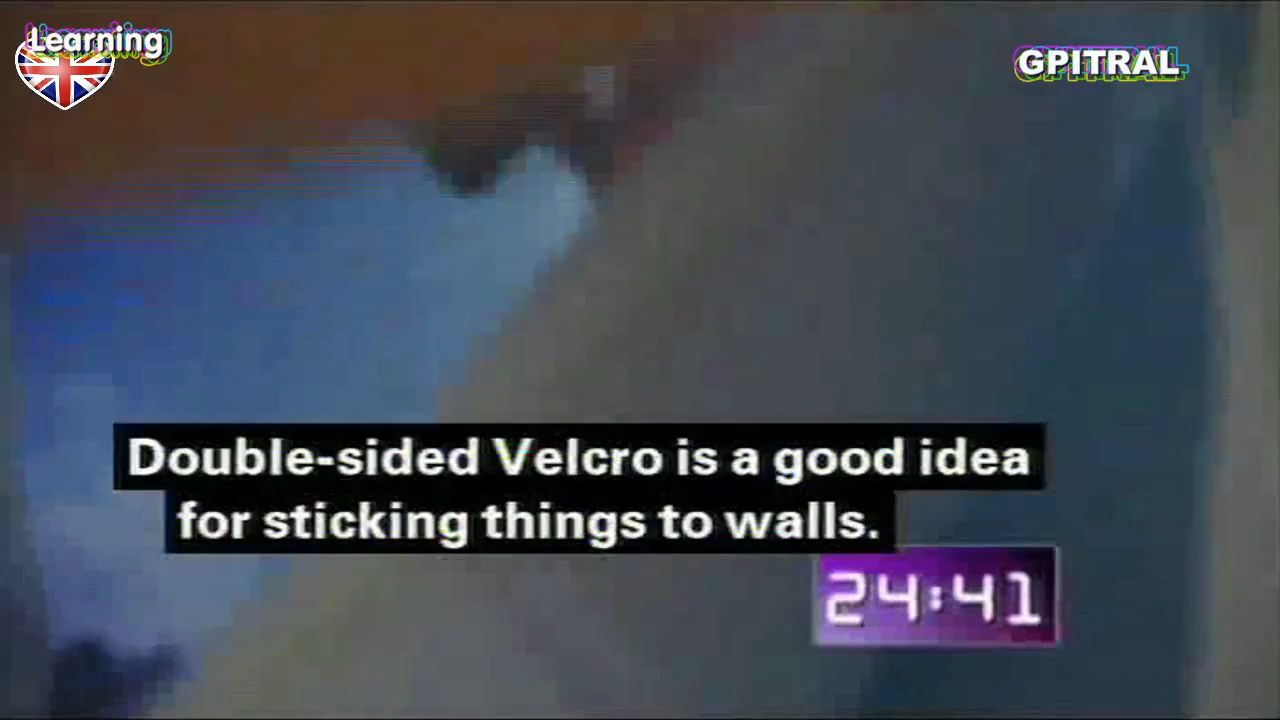 Learning
GPITRAL
Double-sided Velcro is a good idea
for sticking things to walls.
24:41